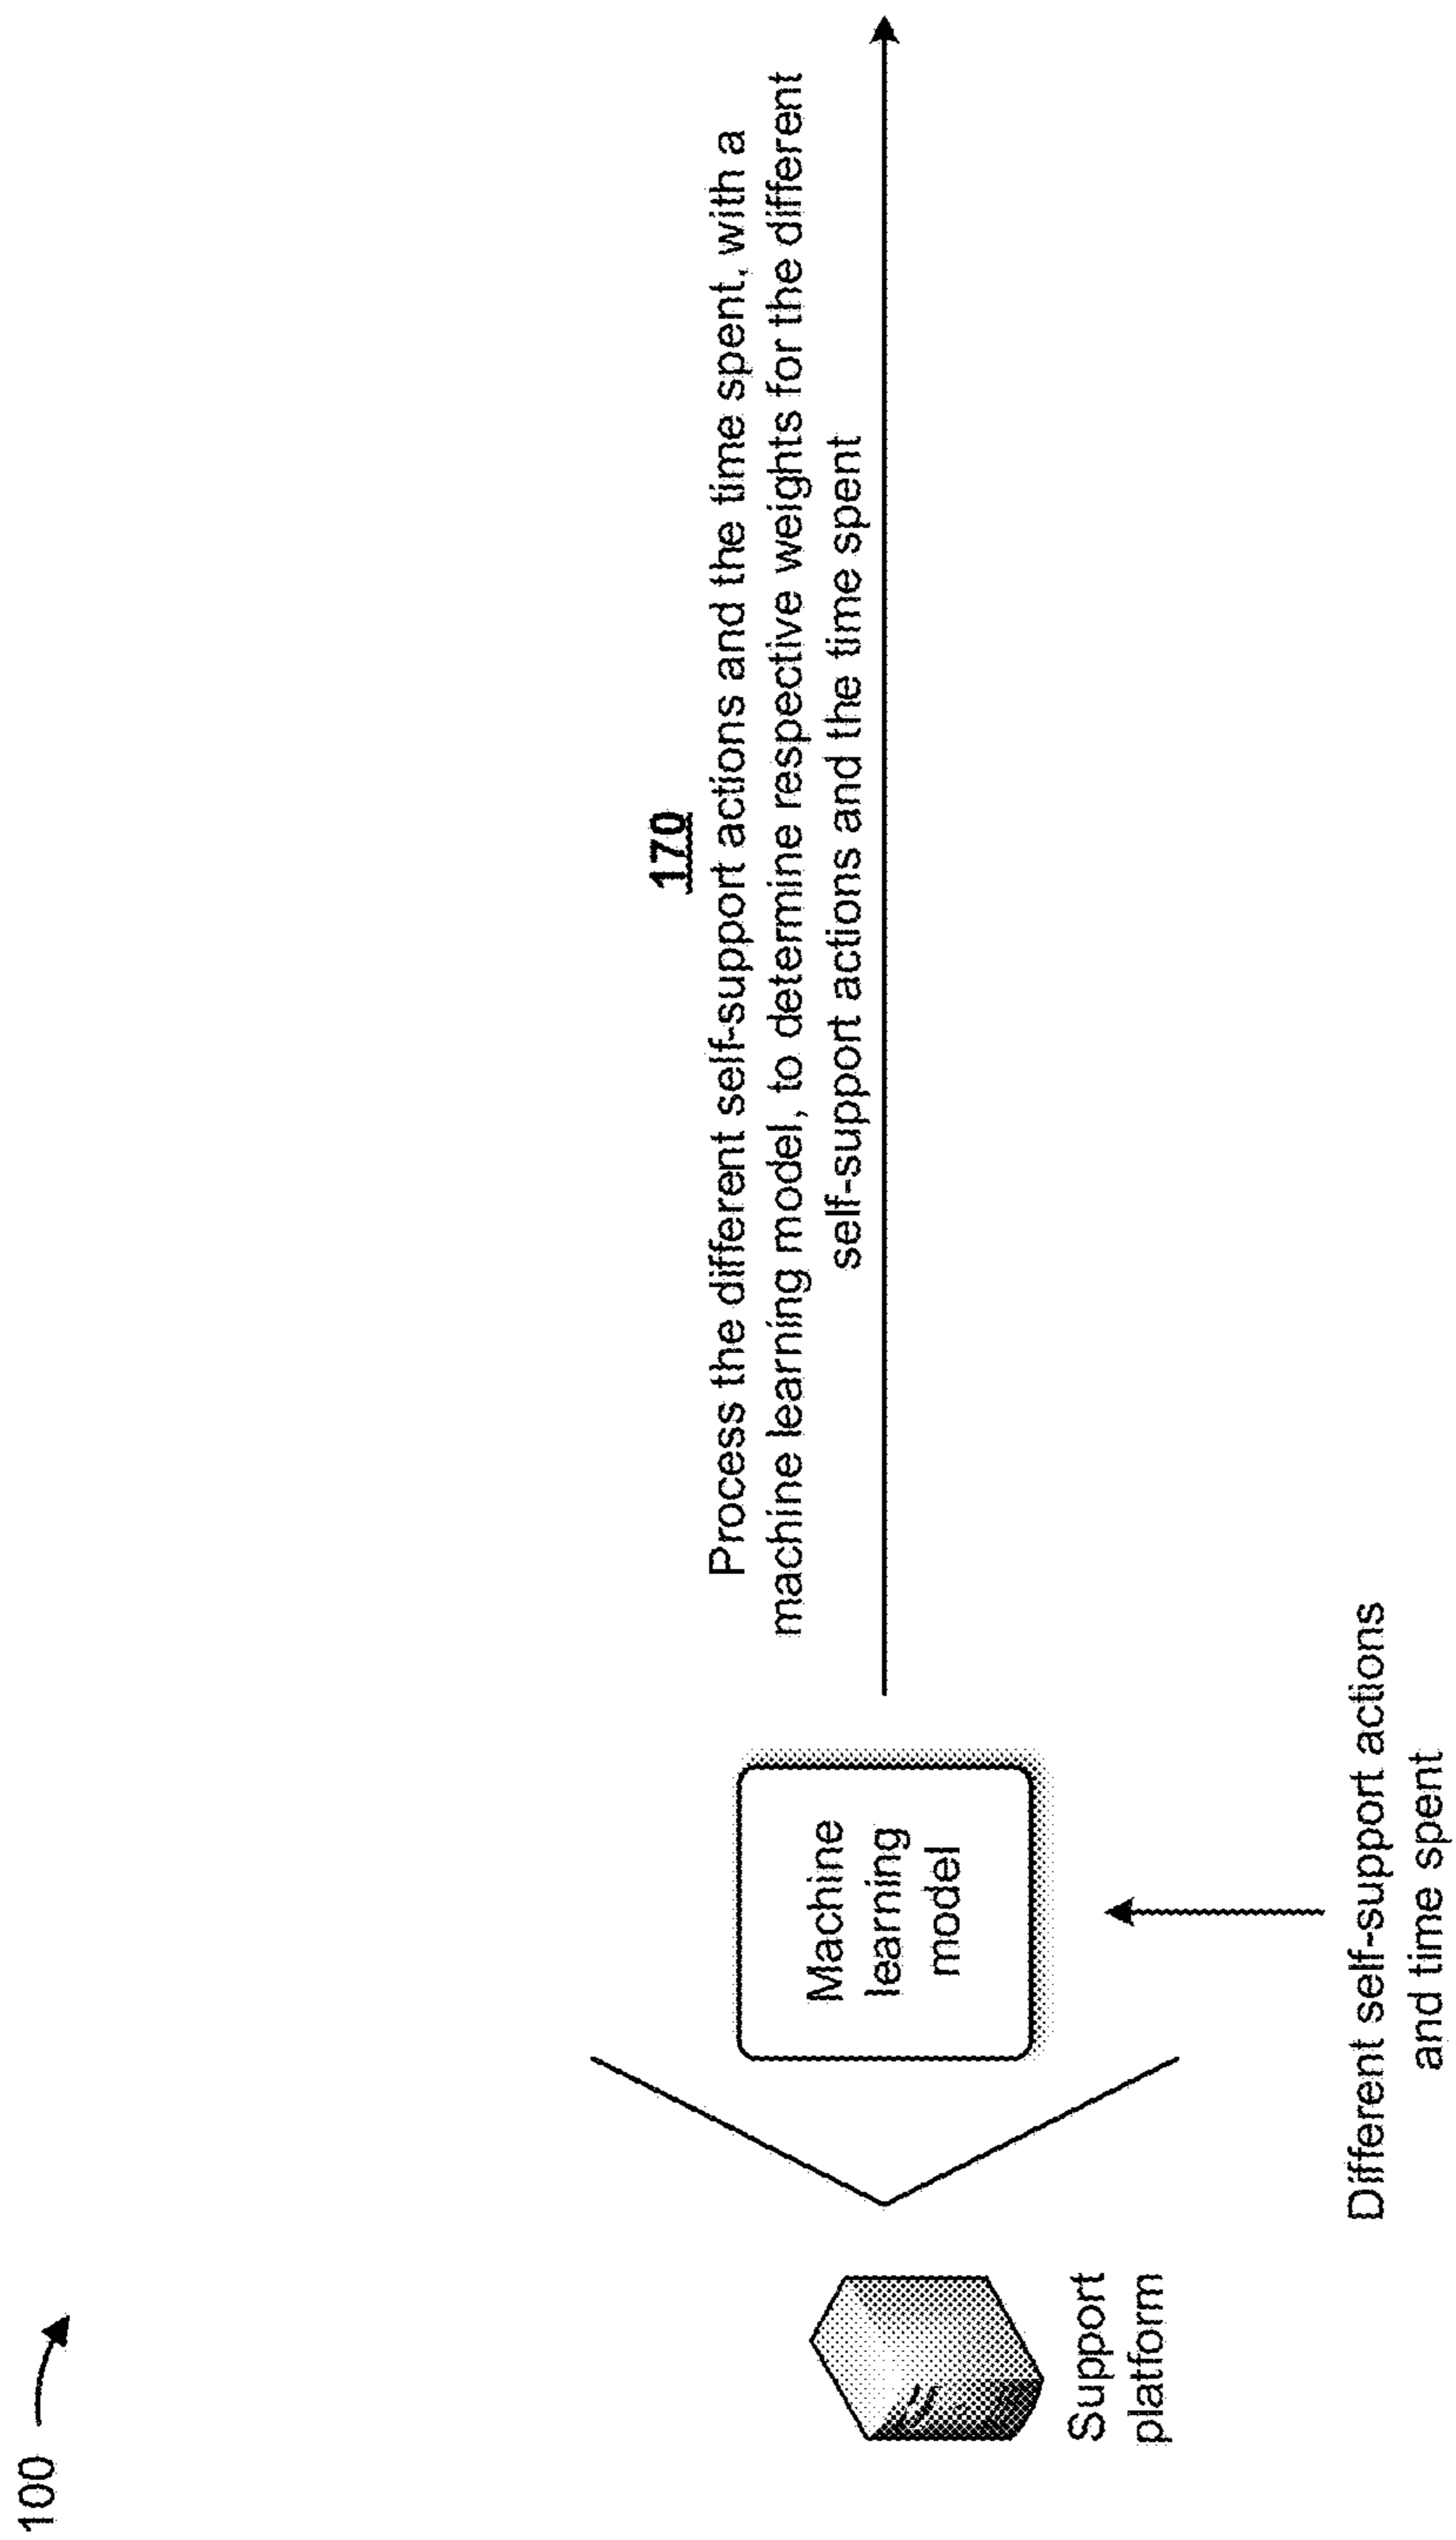 100
170
Process the different self-support actions and the time spent, with a
machine learning model, to determine respective weights for the different
self-support actions and the time spent
Machine
learning
model
Support
platform
Different self-support actions
and time spent